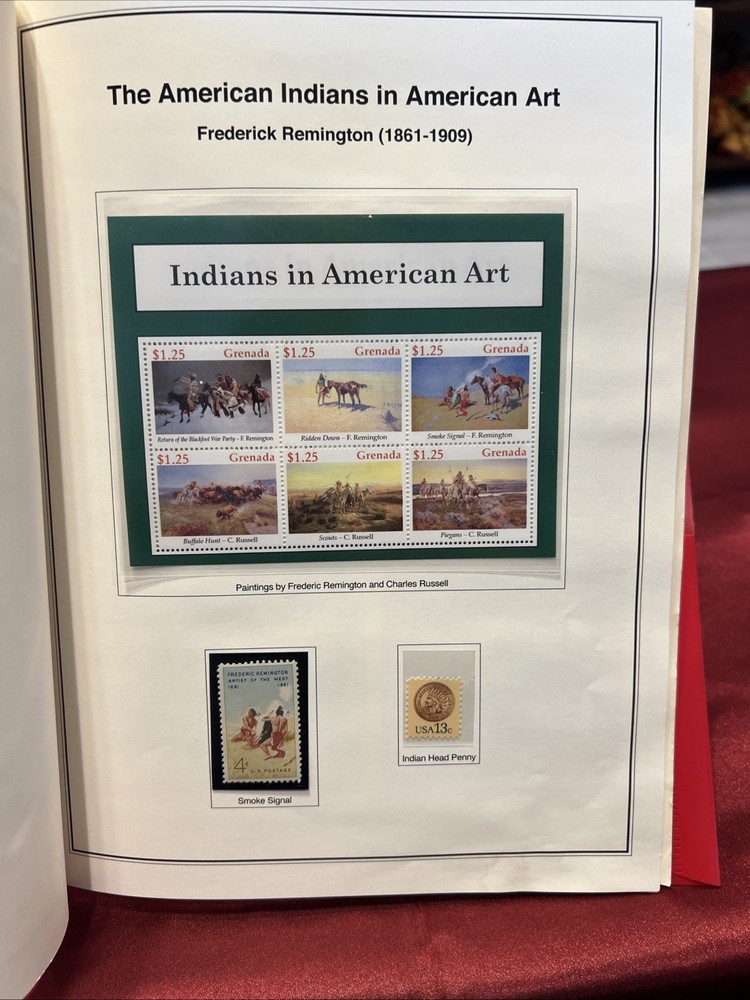 The American Indians in American Art
Frederick Remington (1861-1909)
Indians in American Art
$1.25 Grenada
Return of the Blackfoot War Party – F. Remington
$1.25 Grenada
Ridden Down – F. Remington
$1.25 Grenada
Smoke Signal – F. Remington
$1.25 Grenada
Buffalo Hunt – C. Russell
$1.25 Grenada
Scouts – C. Russell
$1.25 Grenada
Piegans – C. Russell
Paintings by Frederic Remington and Charles Russell
FREDERIC REMINGTON
ARTIST OF THE WEST
1861 1961
4¢ U.S. POSTAGE
Smoke Signal
USA 13c
Indian Head Penny